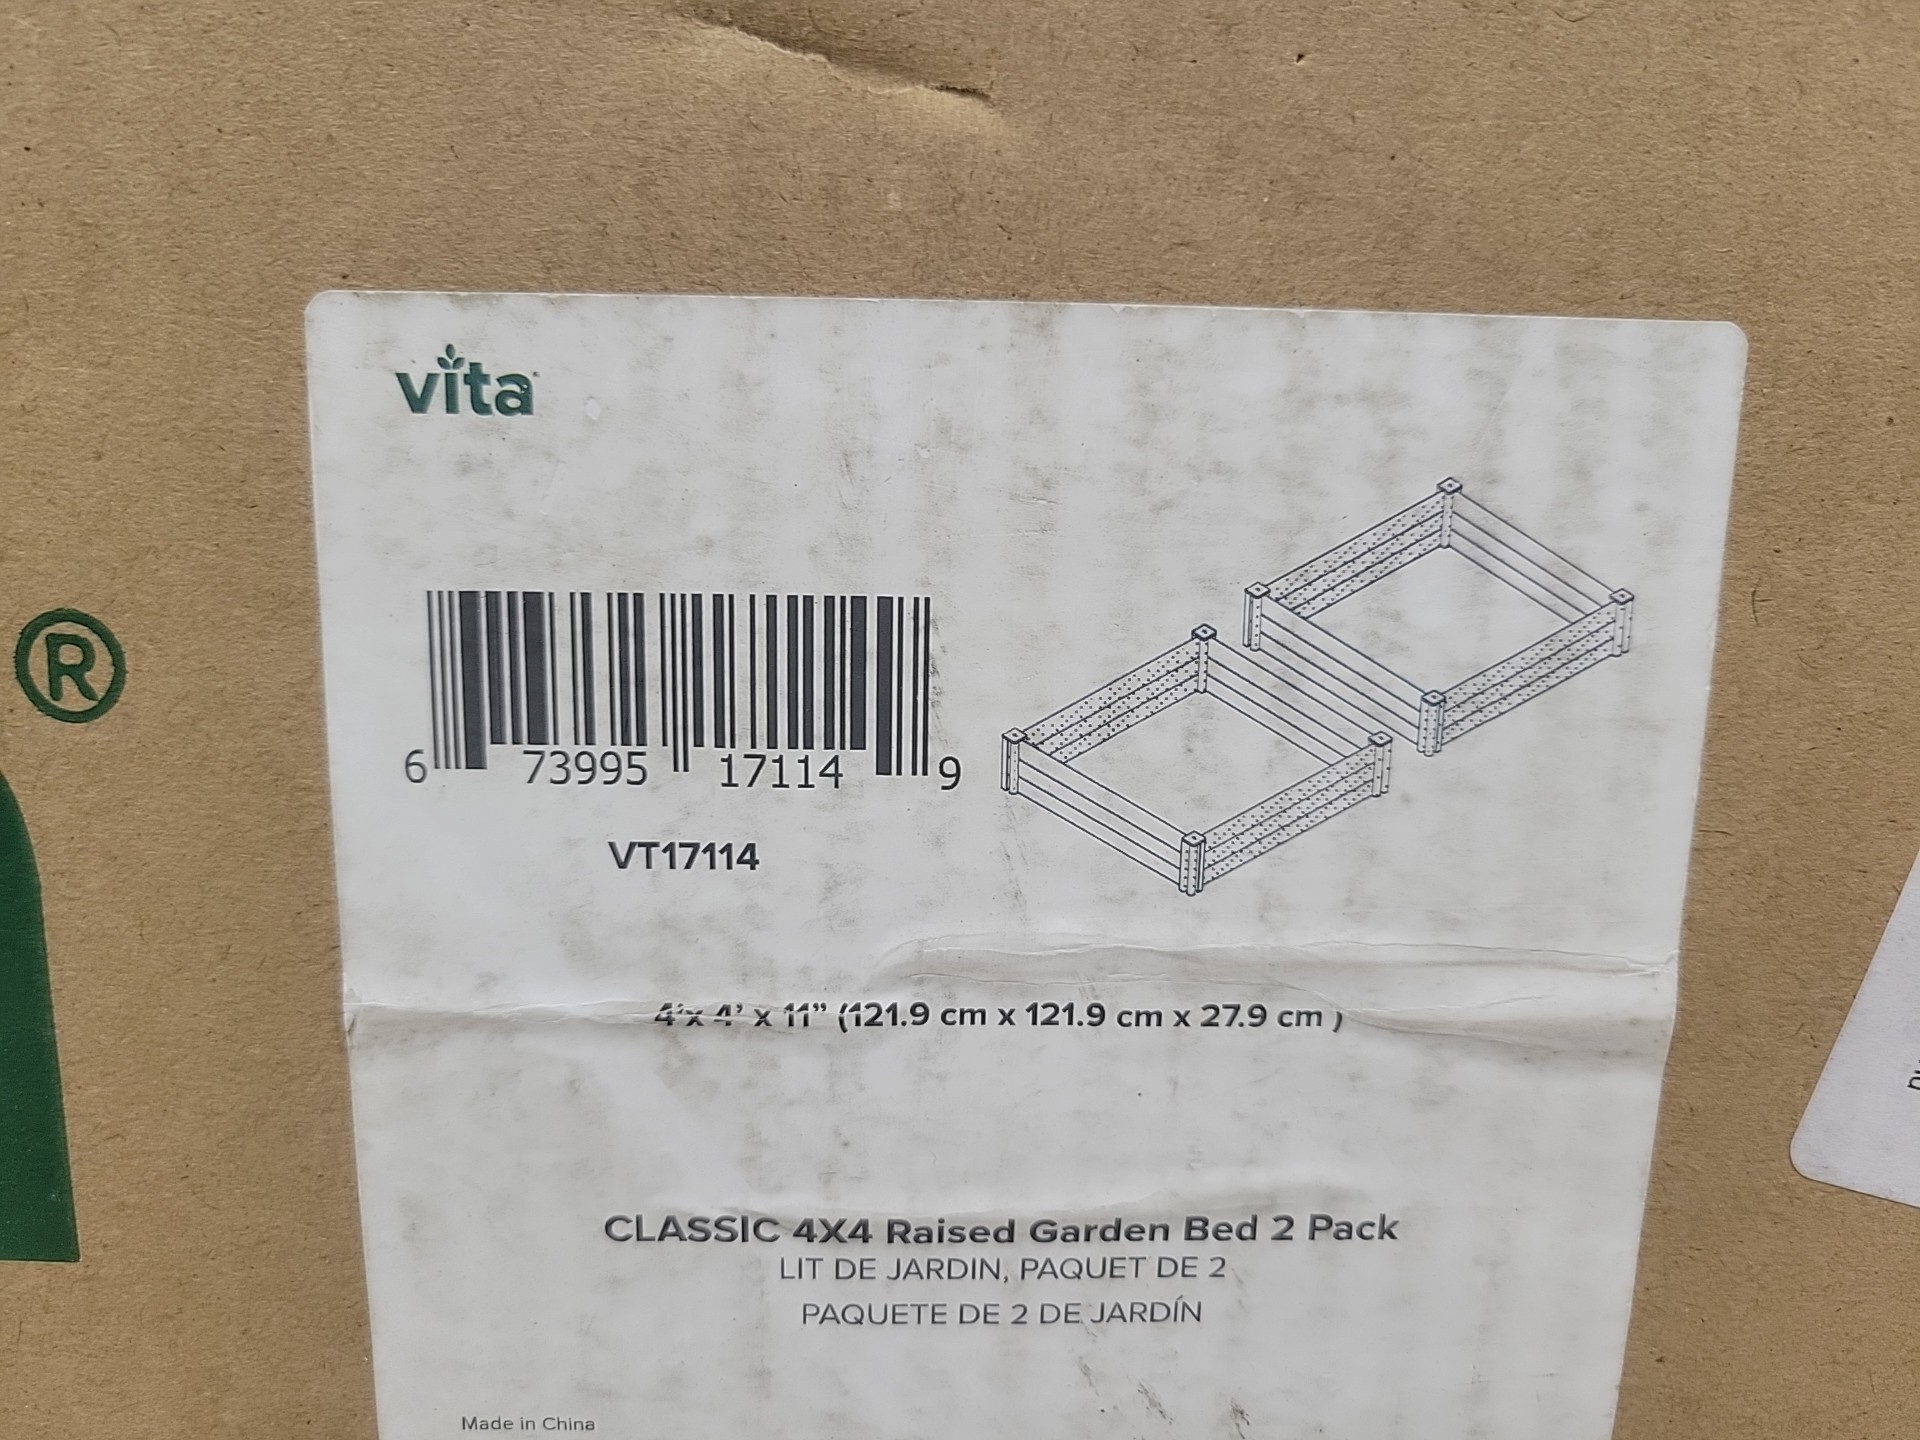 vita
®
6 73995 17114 9
VT17114
4'x 4' x 11” (121.9 cm x 121.9 cm x 27.9 cm )
CLASSIC 4X4 Raised Garden Bed 2 Pack
LIT DE JARDIN, PAQUET DE 2
PAQUETE DE 2 DE JARDÍN
Made in China